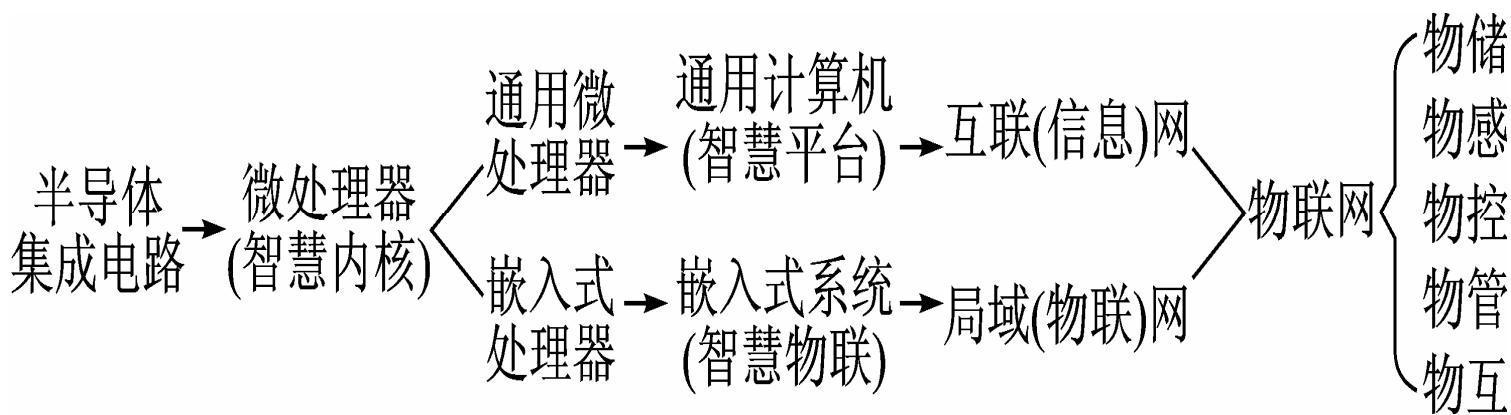 半导体
集成电路
微处理器
(智慧内核)
通用微
处理器
通用计算机
(智慧平台)
互联(信息)网
嵌入式
处理器
嵌入式系统
(智慧物联)
局域(物联)网
物联网
物储
物感
物控
物管
物互